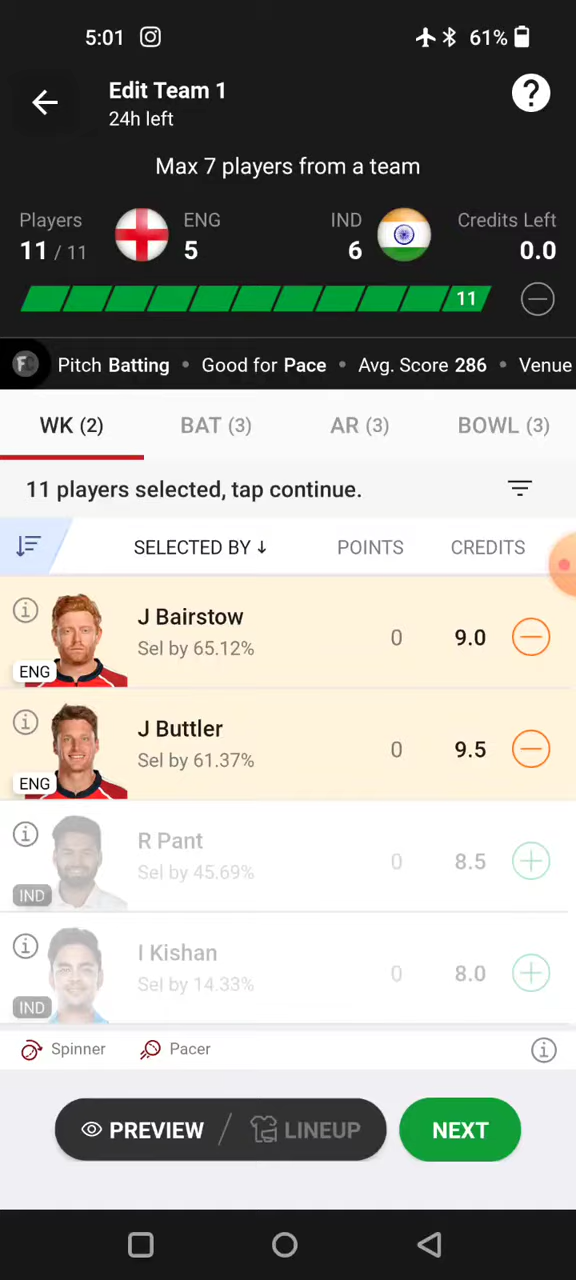 5:01 61%
Edit Team 1
24h left
Max 7 players from a team
Players ENG IND Credits Left
11 / 11 5 6 0.0
11
Pitch Batting • Good for Pace • Avg. Score 286 • Venue
WK (2) BAT (3) AR (3) BOWL (3)
11 players selected, tap continue.
SELECTED BY ↓ POINTS CREDITS
J Bairstow
Sel by 65.12% 0 9.0
ENG
J Buttler
Sel by 61.37% 0 9.5
ENG
R Pant
Sel by 45.69% 0 8.5
IND
I Kishan
Sel by 14.33% 0 8.0
IND
Spinner Pacer
PREVIEW / LINEUP NEXT